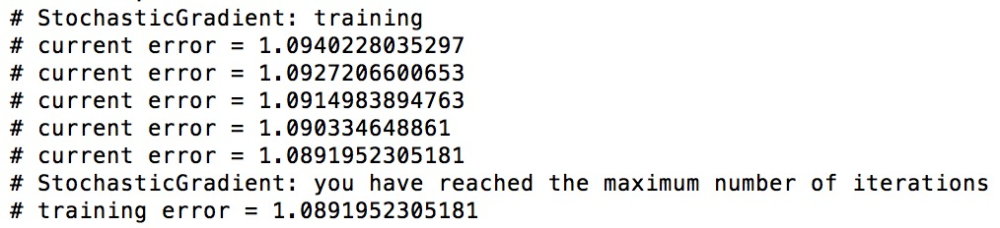 # StochasticGradient: training
# current error = 1.0940228035297
# current error = 1.0927206600653
# current error = 1.0914983894763
# current error = 1.090334648861
# current error = 1.0891952305181
# StochasticGradient: you have reached the maximum number of iterations
# training error = 1.0891952305181